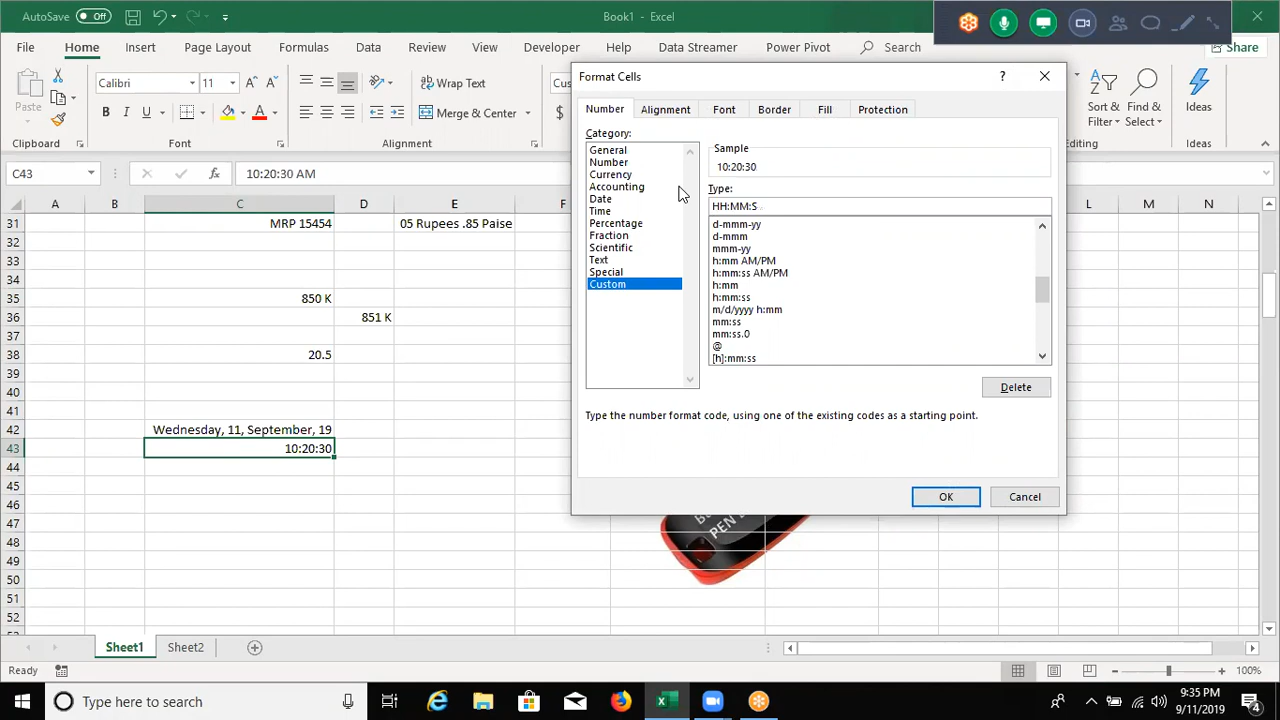 AutoSave Off Book1 - Excel
File Home Insert Page Layout Formulas Data Review View Developer Help Data Streamer Power Pivot Search Share
Paste Calibri 11 Wrap Text Sort & Filter Find & Select Ideas
B I U A Merge & Center $
Clipboard Font Alignment Ideas
Format Cells ?
Number Alignment Font Border Fill Protection
Category:
General
Number
Currency
Accounting
Date
Time
Percentage
Fraction
Scientific
Text
Special
Custom
Sample
10:20:30
Type:
HH:MM:S
d-mmm-yy
d-mmm
mmm-yy
h:mm AM/PM
h:mm:ss AM/PM
h:mm
h:mm:ss
m/d/yyyy h:mm
mm:ss
mm:ss.0
@
[h]:mm:ss
Delete
Type the number format code, using one of the existing codes as a starting point.
OK Cancel
C43 fx 10:20:30 AM
A B C D E F L M N
31 MRP 15454 05 Rupees .85 Paise
32
33
34
35 850 K
36 851 K
37
38 20.5
39
40
41
42 Wednesday, 11, September, 19
43 10:20:30
44
45
46
47
48
49
50
51
52
PEN
Sheet1 Sheet2
Ready 100%
Type here to search 9:35 PM
9/11/2019
4